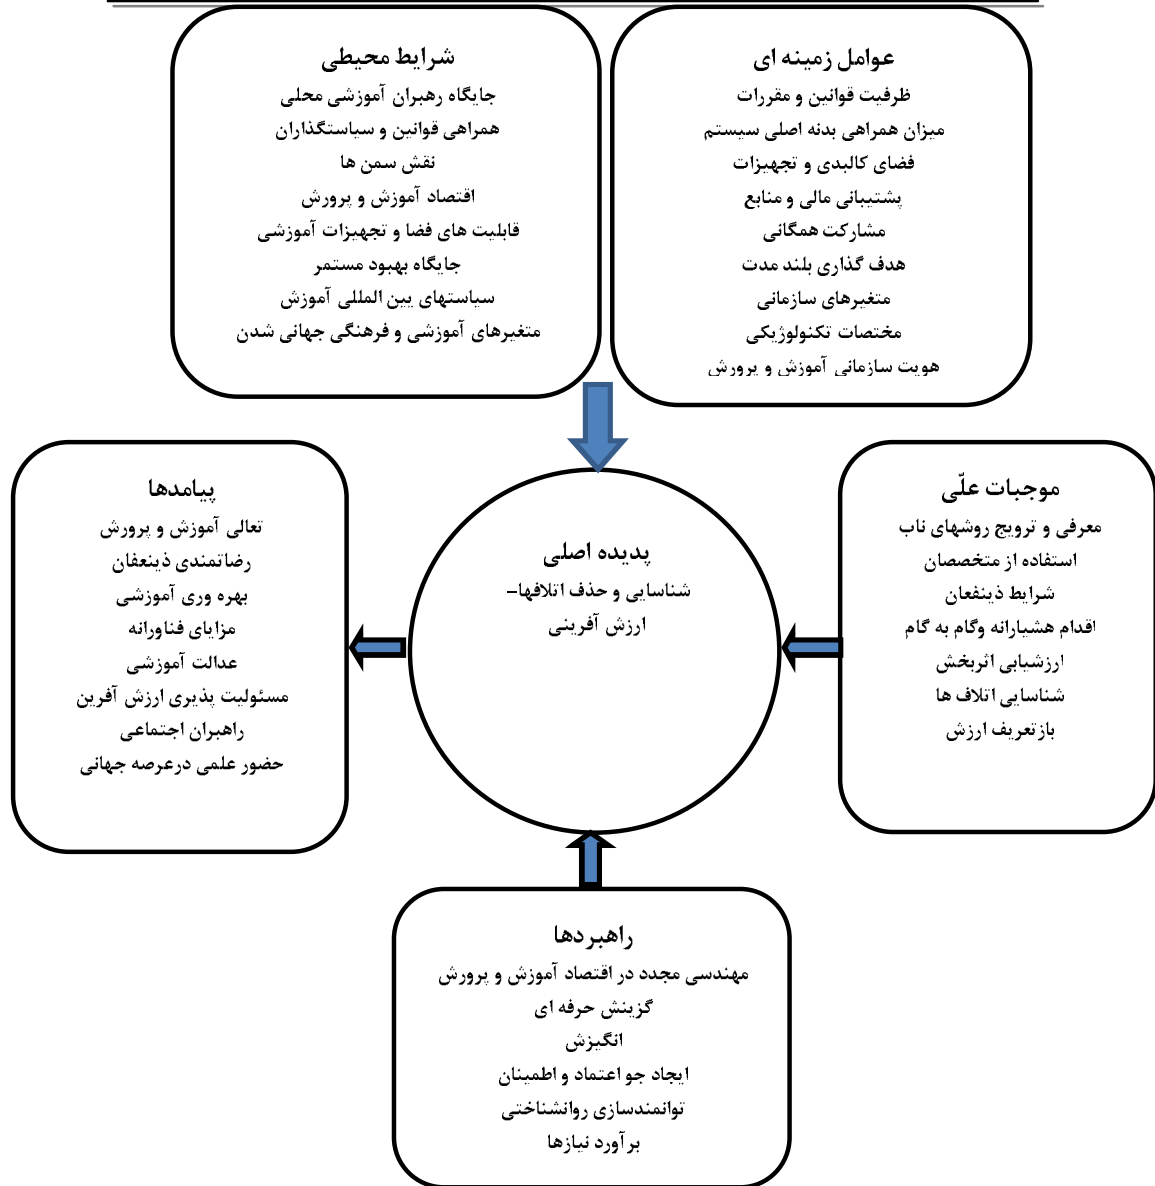 عوامل زمینه ای
ظرفیت قوانین و مقررات
میزان همراهی بدنه اصلی سیستم
فضای کالبدی و تجهیزات
پشتیبانی مالی و منابع
مشارکت همگانی
هدف گذاری بلند مدت
متغیرهای سازمانی
مختصات تکنولوژیکی
هویت سازمانی آموزش و پرورش
شرایط محیطی
جایگاه رهبران آموزشی محلی
همراهی قوانین و سیاستگذاران
نقش سمن ها
اقتصاد آموزش و پرورش
قابلیت های فضا و تجهیزات آموزشی
جایگاه بهبود مستمر
سیاستهای بین المللی آموزش
متغیرهای آموزشی و فرهنگی جهانی شدن
موجبات علّی
معرفی و ترویج روشهای ناب
استفاده از متخصصان
شرایط ذینفعان
اقدام هشیارانه وگام به گام
ارزشیابی اثربخش
شناسایی اتلاف ها
بازتعریف ارزش
پدیده اصلی
شناسایی و حذف اتلافها-
ارزش آفرینی
پیامدها
تعالی آموزش و پرورش
رضاتمندی ذینعفان
بهره وری آموزشی
مزایای فناورانه
عدالت آموزشی
مسئولیت پذیری ارزش آفرین
راهبران اجتماعی
حضور علمی درعرصه جهانی
راهبردها
مهندسی مجدد در اقتصاد آموزش و پرورش
گزینش حرفه ای
انگیزش
ایجاد جو اعتماد و اطمینان
توانمندسازی روانشناختی
برآورد نیازها